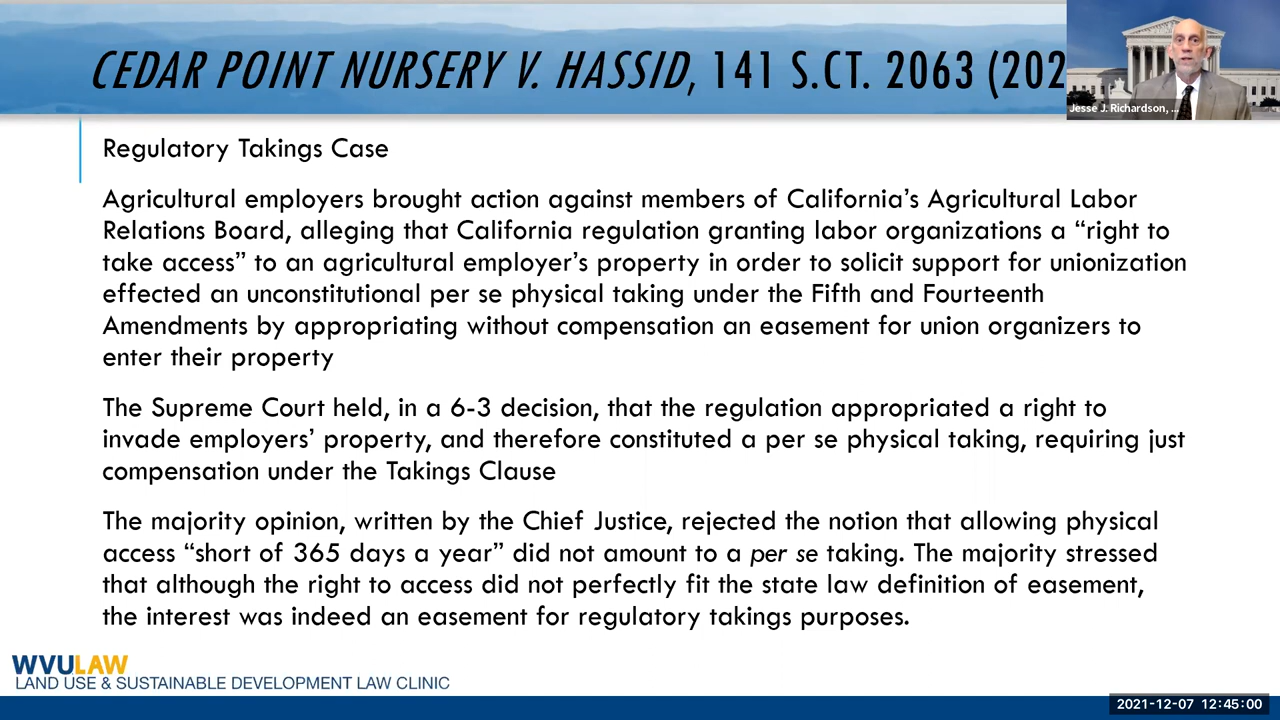 CEDAR POINT NURSERY V. HASSID, 141 S.CT. 2063 (202
Jesse J. Richardson, ...
Regulatory Takings Case
Agricultural employers brought action against members of California’s Agricultural Labor
Relations Board, alleging that California regulation granting labor organizations a “right to
take access” to an agricultural employer’s property in order to solicit support for unionization
effected an unconstitutional per se physical taking under the Fifth and Fourteenth
Amendments by appropriating without compensation an easement for union organizers to
enter their property
The Supreme Court held, in a 6-3 decision, that the regulation appropriated a right to
invade employers’ property, and therefore constituted a per se physical taking, requiring just
compensation under the Takings Clause
The majority opinion, written by the Chief Justice, rejected the notion that allowing physical
access “short of 365 days a year” did not amount to a per se taking. The majority stressed
that although the right to access did not perfectly fit the state law definition of easement,
the interest was indeed an easement for regulatory takings purposes.
WVULAW
LAND USE & SUSTAINABLE DEVELOPMENT LAW CLINIC
2021-12-07 12:45:00